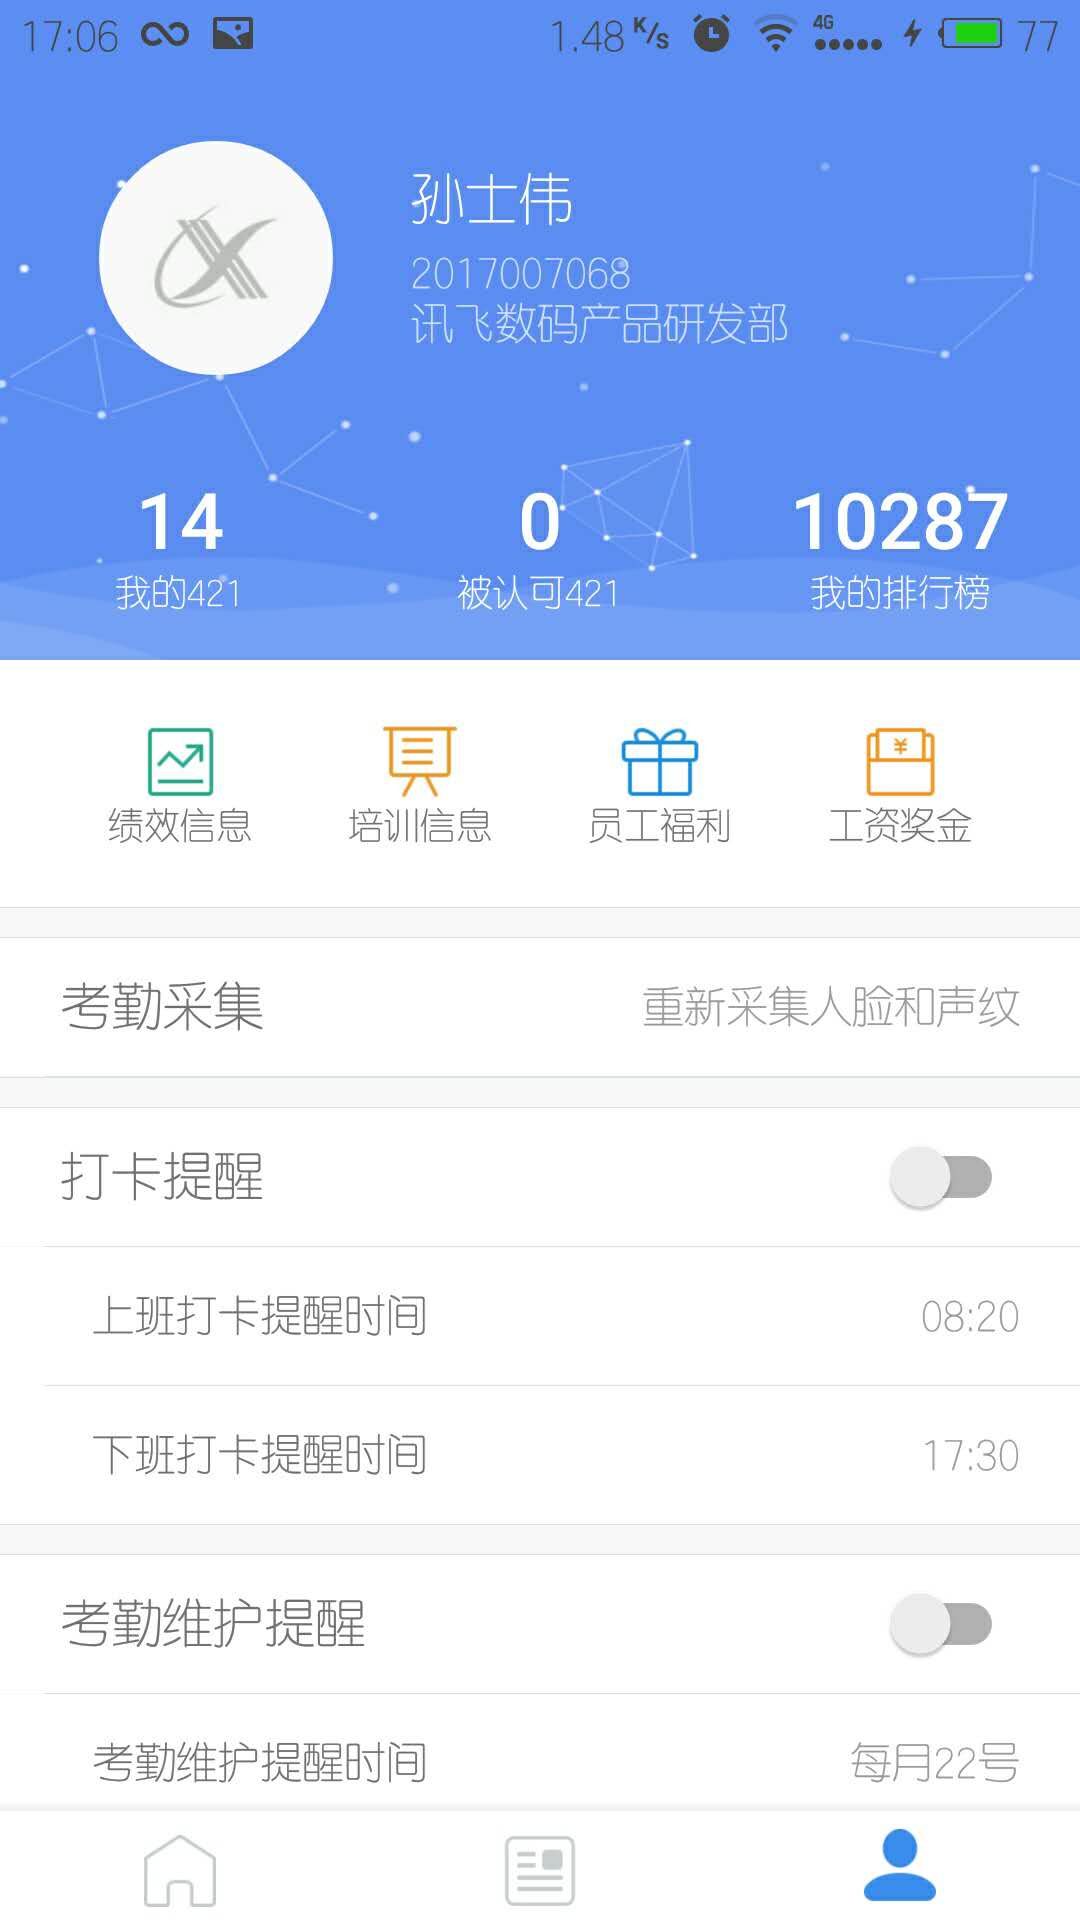 17:06 1.48 K/S 4G 77
孙士伟
2017007068
讯飞数码产品研发部
14 0 10287
我的421 被认可421 我的排行榜
绩效信息 培训信息 员工福利 工资奖金
考勤采集 重新采集人脸和声纹
打卡提醒
上班打卡提醒时间 08:20
下班打卡提醒时间 17:30
考勤维护提醒
考勤维护提醒时间 每月22号